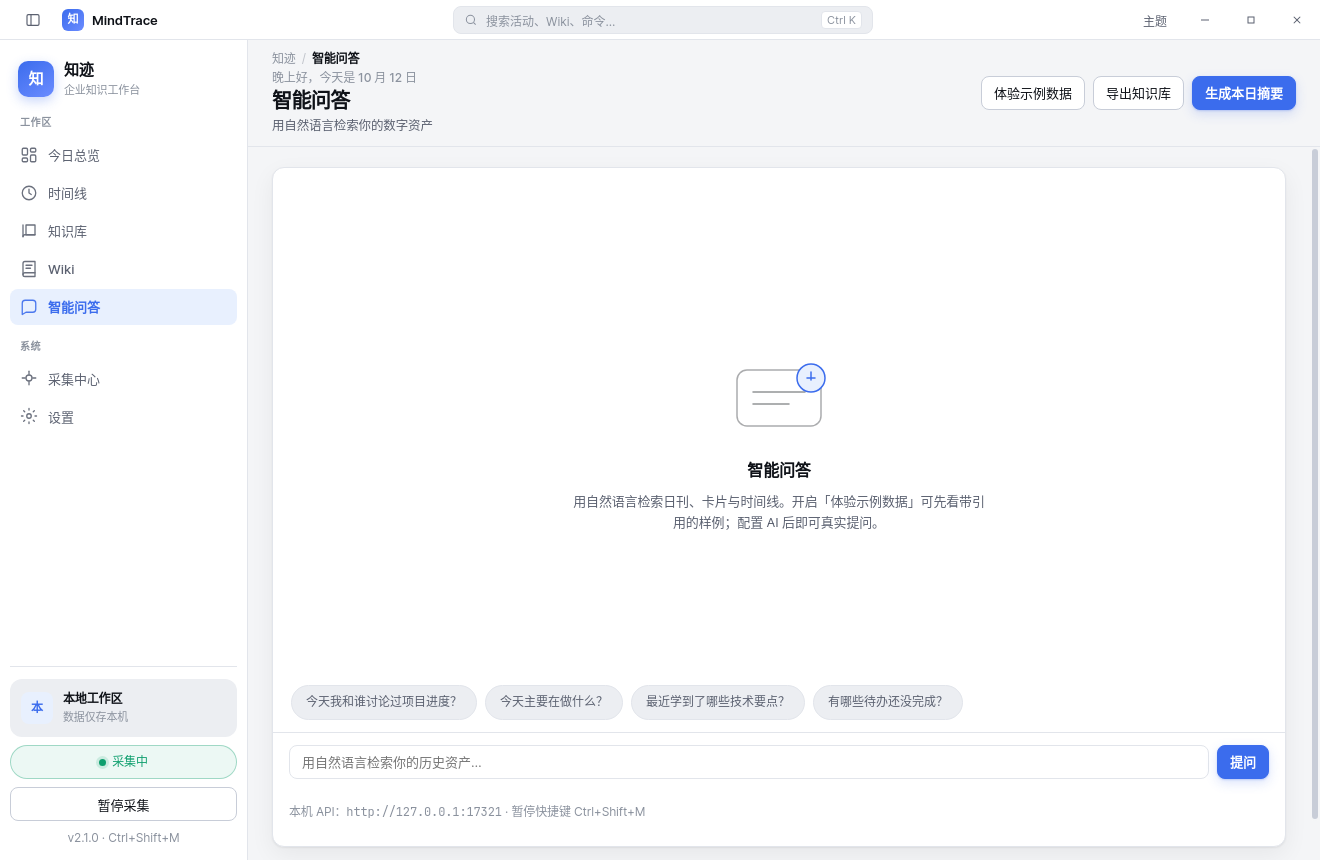 知 MindTrace
搜索活动、Wiki、命令... Ctrl K
主题
知
知迹
企业知识工作台
工作区
今日总览
时间线
知识库
Wiki
智能问答
系统
采集中心
设置
本
本地工作区
数据仅存本机
采集中
暂停采集
v2.1.0 · Ctrl+Shift+M
知迹 / 智能问答
晚上好，今天是 10 月 12 日
智能问答
用自然语言检索你的数字资产
体验示例数据 导出知识库 生成本日摘要
智能问答
用自然语言检索日刊、卡片与时间线。开启「体验示例数据」可先看带引
用的样例；配置 AI 后即可真实提问。
今天我和谁讨论过项目进度？ 今天主要在做什么？ 最近学到了哪些技术要点？ 有哪些待办还没完成？
用自然语言检索你的历史资产... 提问
本机 API：http://127.0.0.1:17321 · 暂停快捷键 Ctrl+Shift+M